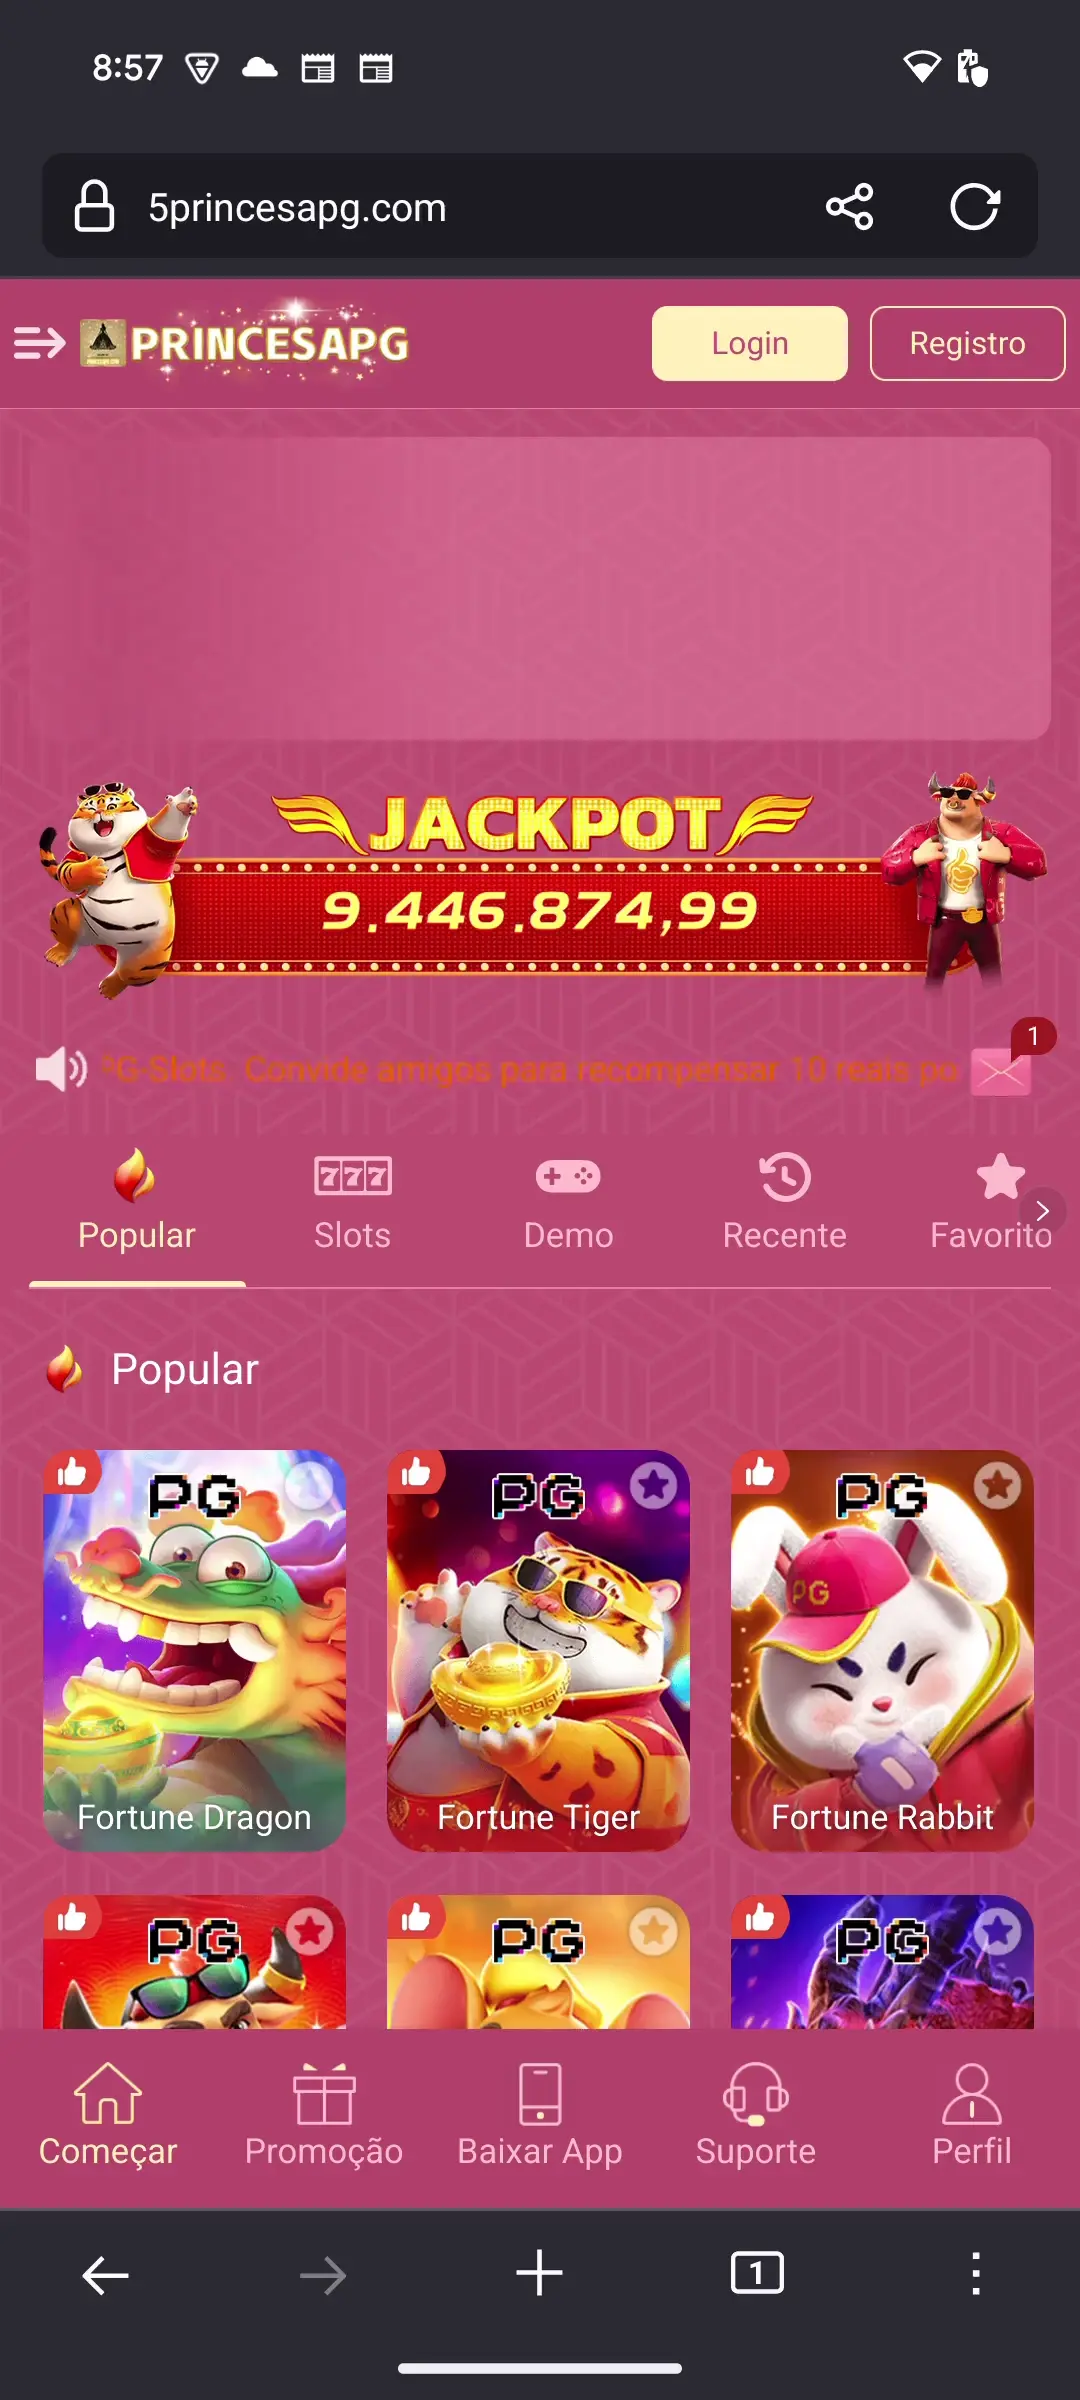 8:57
5princesapg.com
PRINCESAPG
Login
Registro
JACKPOT
9.446.874,99
PG-Slots. Convide amigos para recompensar 10 reais po
1
Popular
Slots
Demo
Recente
Favorito
Popular
PG
PG
PG
PG
Fortune Dragon
Fortune Tiger
Fortune Rabbit
PG
PG
PG
Começar
Promoção
Baixar App
Suporte
Perfil
1